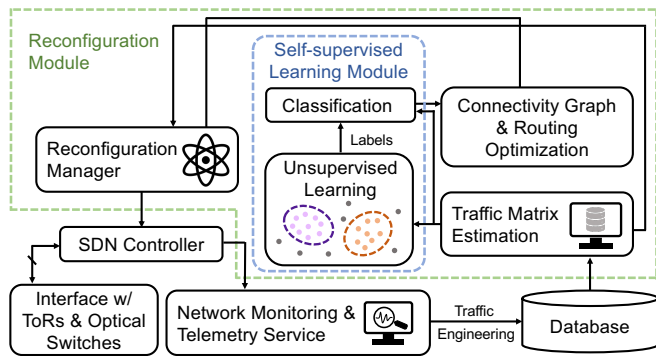 Reconfiguration
Module
Self-supervised
Learning Module
Classification
Connectivity Graph
& Routing
Optimization
Reconfiguration
Manager
Labels
Unsupervised
Learning
Traffic Matrix
Estimation
SDN Controller
Interface w/
ToRs & Optical
Switches
Network Monitoring &
Telemetry Service
Traffic
Engineering
Database